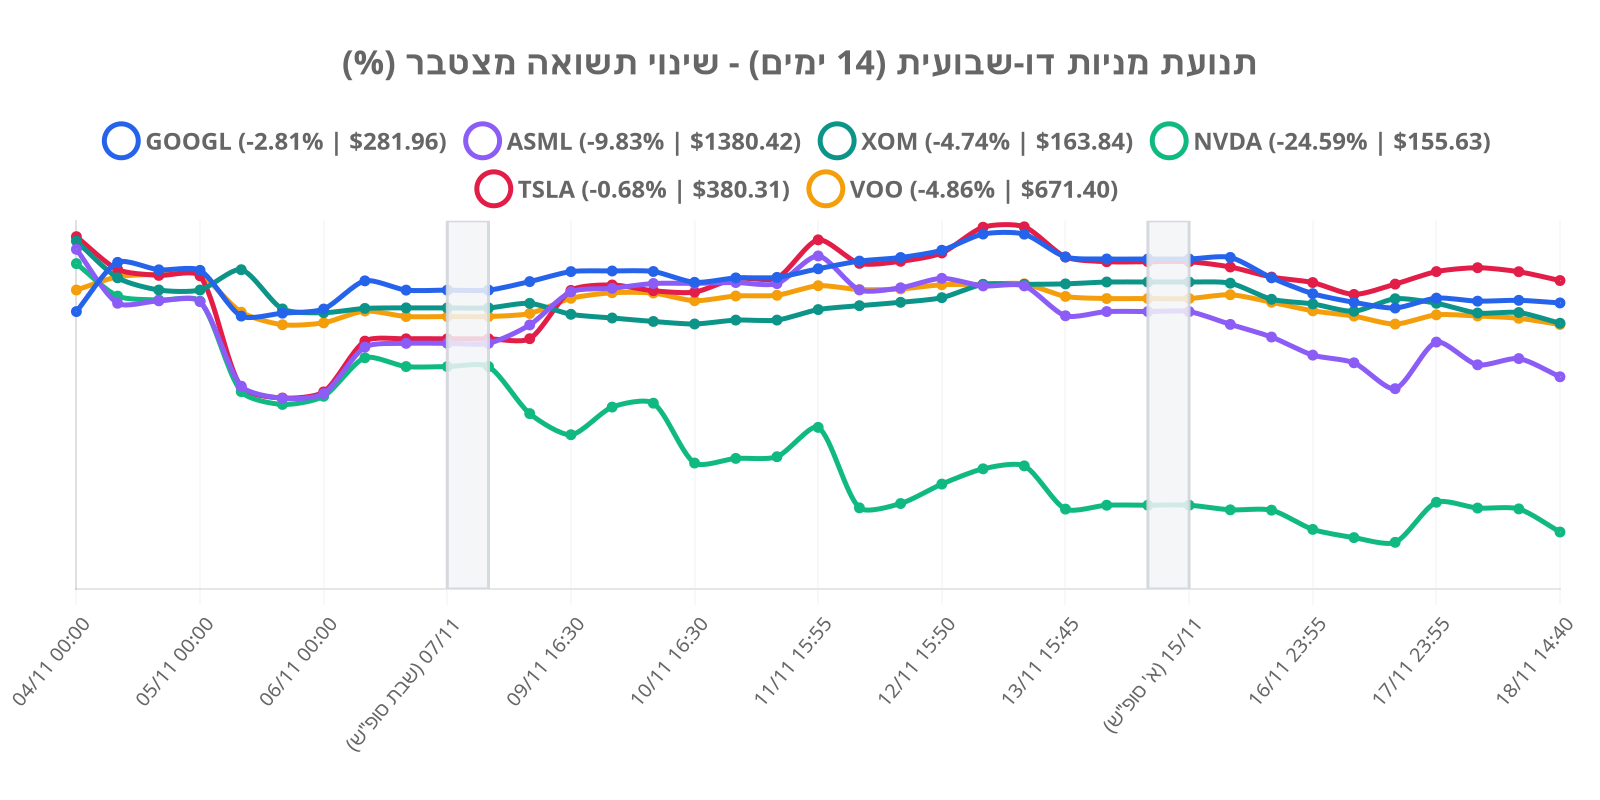 תנועת מניות דו-שבועית (14 ימים) - שינוי תשואה מצטבר (%)
GOOGL (-2.81% | $281.96) ASML (-9.83% | $1380.42) XOM (-4.74% | $163.84) NVDA (-24.59% | $155.63)
TSLA (-0.68% | $380.31) VOO (-4.86% | $671.40)
04/11 00:00
05/11 00:00
06/11 00:00
07/11 (שבת סופ"ש)
09/11 16:30
10/11 16:30
11/11 15:55
12/11 15:50
13/11 15:45
15/11 (א' סופ"ש)
16/11 23:55
17/11 23:55
18/11 14:40